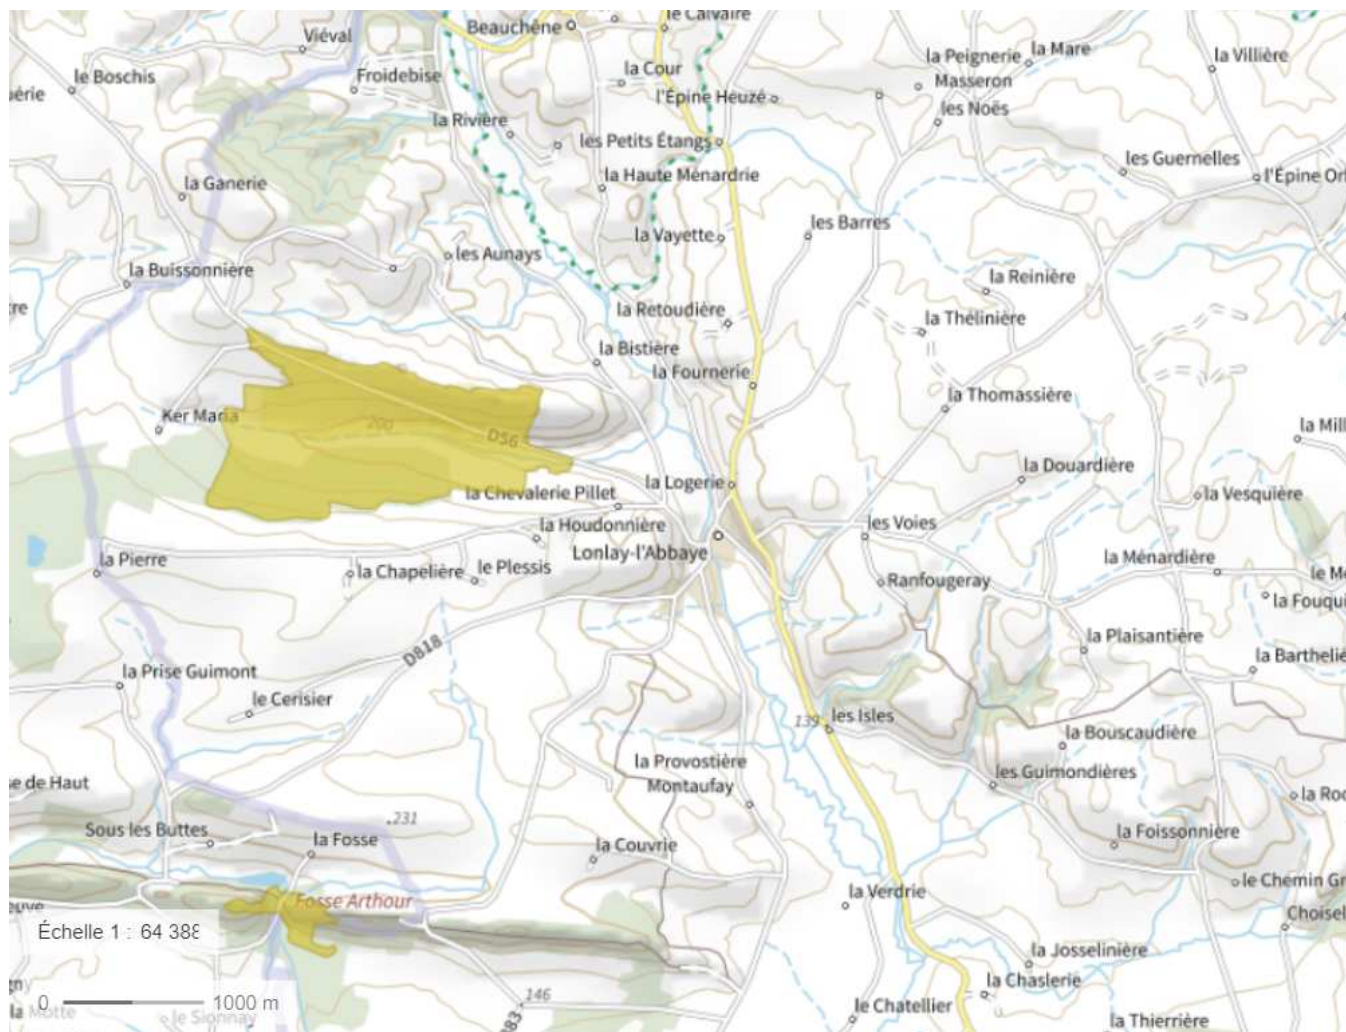 le Calvaire
Beauchêne
Viéval
la Peignerie
la Mare
la Villière
le Boschis
Froidebise
la Cour
Masseron
l'Épine Heuzé
les Noës
la Rivière
les Petits Étangs
les Guernelles
la Haute Ménardrie
la Ganerie
les Barres
la Vayette
les Aunays
la Buissonnière
la Reinière
la Retoudière
la Thélinière
la Bistière
la Fournerie
la Thomassière
Ker Maria
200
D56
la Douardière
la Logerie
la Chevalerie Pillet
la Vesquière
la Houdonnière
les Voies
Lonlay-l'Abbaye
la Pierre
la Ménardière
la Chapelière
le Plessis
Ranfougeray
la Plaisantière
D818
la Prise Guimont
le Cerisier
139
les Isles
la Bouscaudière
la Provostière
les Guimondières
Montaufay
231
Sous les Buttes
la Fosse
la Foissonnière
la Couvrie
la Verdrie
Fosse Arthour
Échelle 1 : 64 388
la Josselinière
la Chaslerie
146
0
1000 m
le Chatellier
la Motte
le Sionnay
la Thierrière